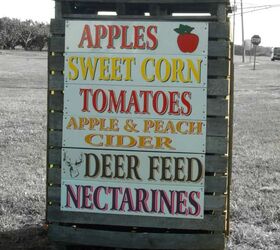 APPLES
SWEET CORN
TOMATOES
APPLE & PEACH
CIDER
DEER FEED
NECTARINES